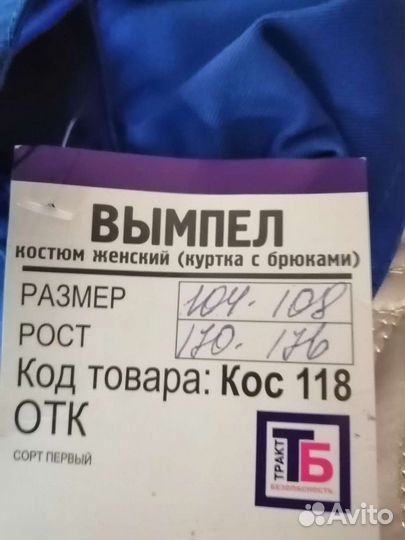 ВЫМПЕЛ
костюм женский (куртка с брюками)
РАЗМЕР 104-108
РОСТ 170-176
Код товара: Кос 118
ОТК
СОРТ ПЕРВЫЙ
ТРАКТ
ТБ
БЕЗОПАСНОСТЬ
Avito